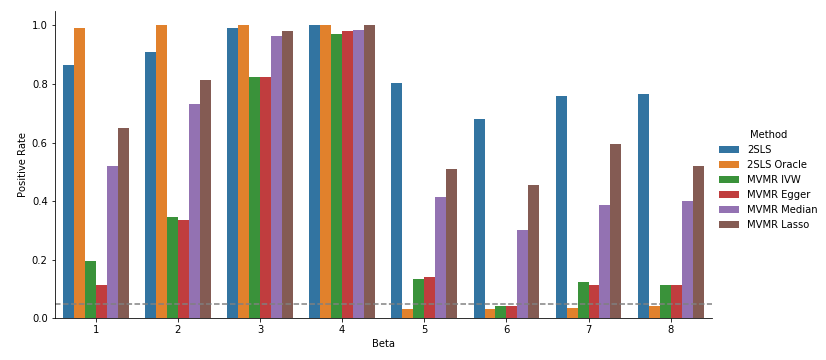 1.0
0.8
0.6
0.4
0.2
0.0
Positive Rate
1 2 3 4 5 6 7 8
Beta
Method
2SLS
2SLS Oracle
MVMR IVW
MVMR Egger
MVMR Median
MVMR Lasso